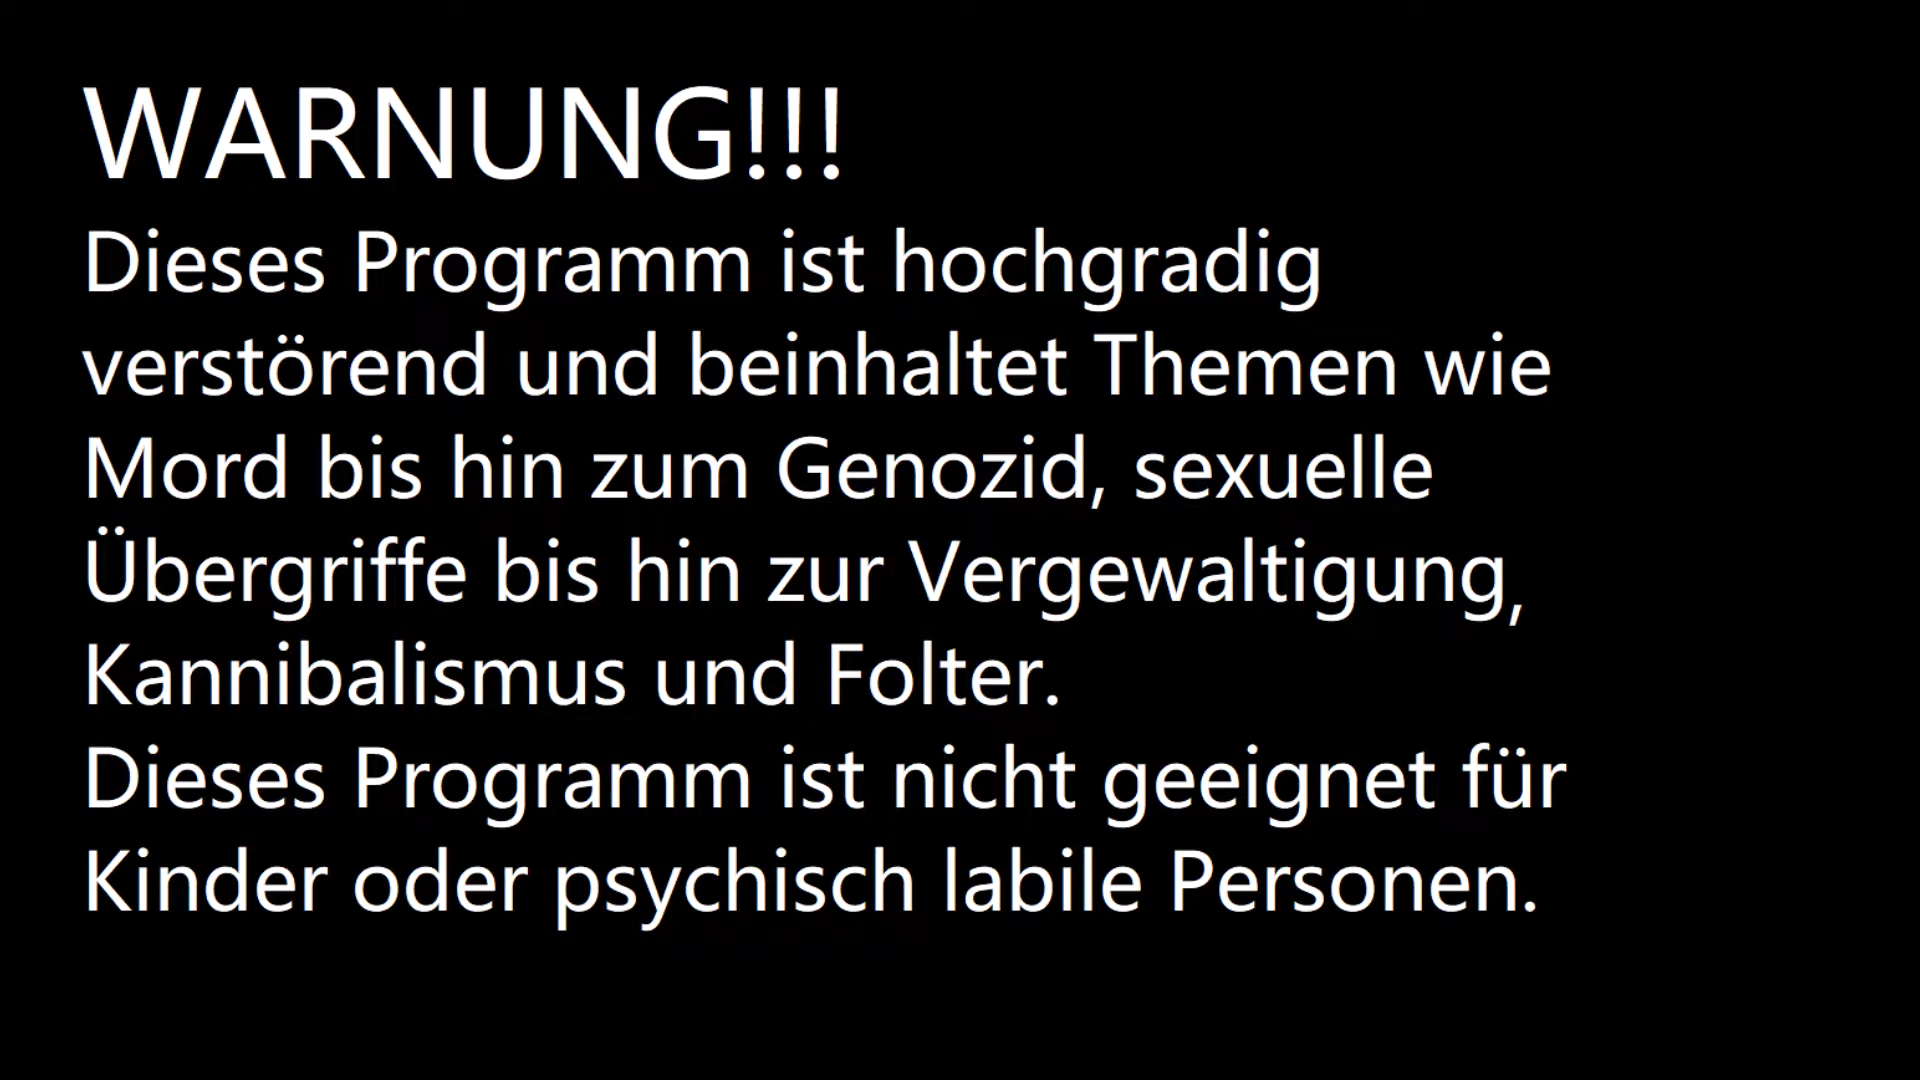 WARNUNG!!!
Dieses Programm ist hochgradig
verstörend und beinhaltet Themen wie
Mord bis hin zum Genozid, sexuelle
Übergriffe bis hin zur Vergewaltigung,
Kannibalismus und Folter.
Dieses Programm ist nicht geeignet für
Kinder oder psychisch labile Personen.